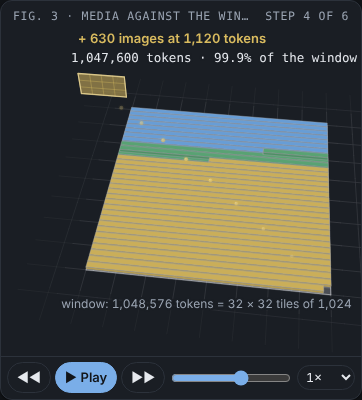 FIG. 3 · MEDIA AGAINST THE WIN… STEP 4 OF 6
+ 630 images at 1,120 tokens
1,047,600 tokens · 99.9% of the window
window: 1,048,576 tokens = 32 × 32 tiles of 1,024
Play
1×